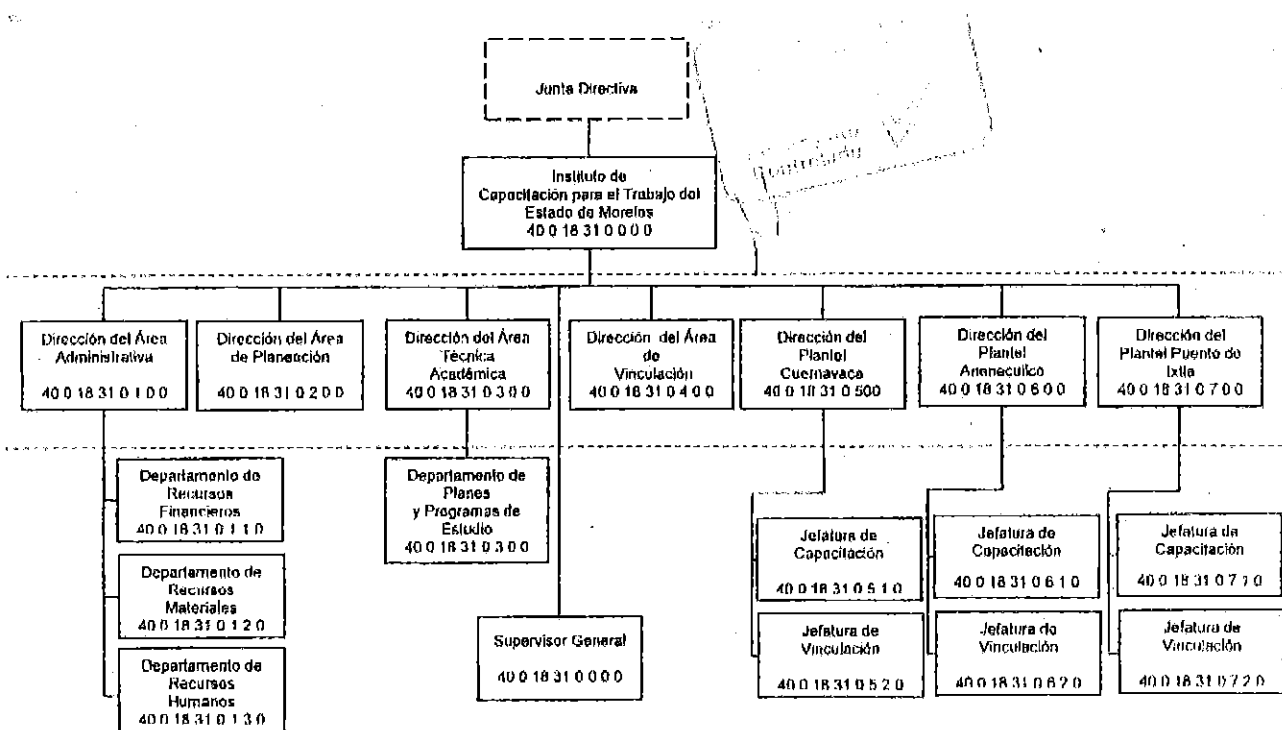 Junta Directiva
Instituto de
Capacitación para el Trabajo del
Estado de Morelos
40 0 18 31 0 0 0 0
Dirección del Área
Administrativa
40 0 18 31 0 1 0 0
Dirección del Área
de Planeación
40 0 18 31 0 2 0 0
Dirección del Área
Técnica
Académica
40 0 18 31 0 3 0 0
Dirección del Área
de
Vinculación
40 0 18 31 0 4 0 0
Dirección del
Plantel
Cuernavaca
40 0 18 31 0 500
Dirección del
Plantel
Anenecuilco
40 0 18 31 0 6 0 0
Dirección del
Plantel Puente de
Ixtla
40 0 18 31 0 7 0 0
Departamento de
Recursos
Financieros
40 0 18 31 0 1 1 0
Departamento de
Recursos
Materiales
40 0 18 31 0 1 2 0
Departamento de
Recursos
Humanos
40 0 18 31 0 1 3 0
Departamento de
Planes
y Programas de
Estudio
40 0 18 31 0 3 0 0
Supervisor General
40 0 18 31 0 0 0 0
Jefatura de
Capacitación
40 0 18 31 0 5 1 0
Jefatura de
Vinculación
40 0 18 31 0 5 2 0
Jefatura de
Capacitación
40 0 18 31 0 6 1 0
Jefatura de
Vinculación
40 0 18 31 0 6 2 0
Jefatura de
Capacitación
40 0 18 31 0 7 1 0
Jefatura de
Vinculación
40 0 18 31 0 7 2 0